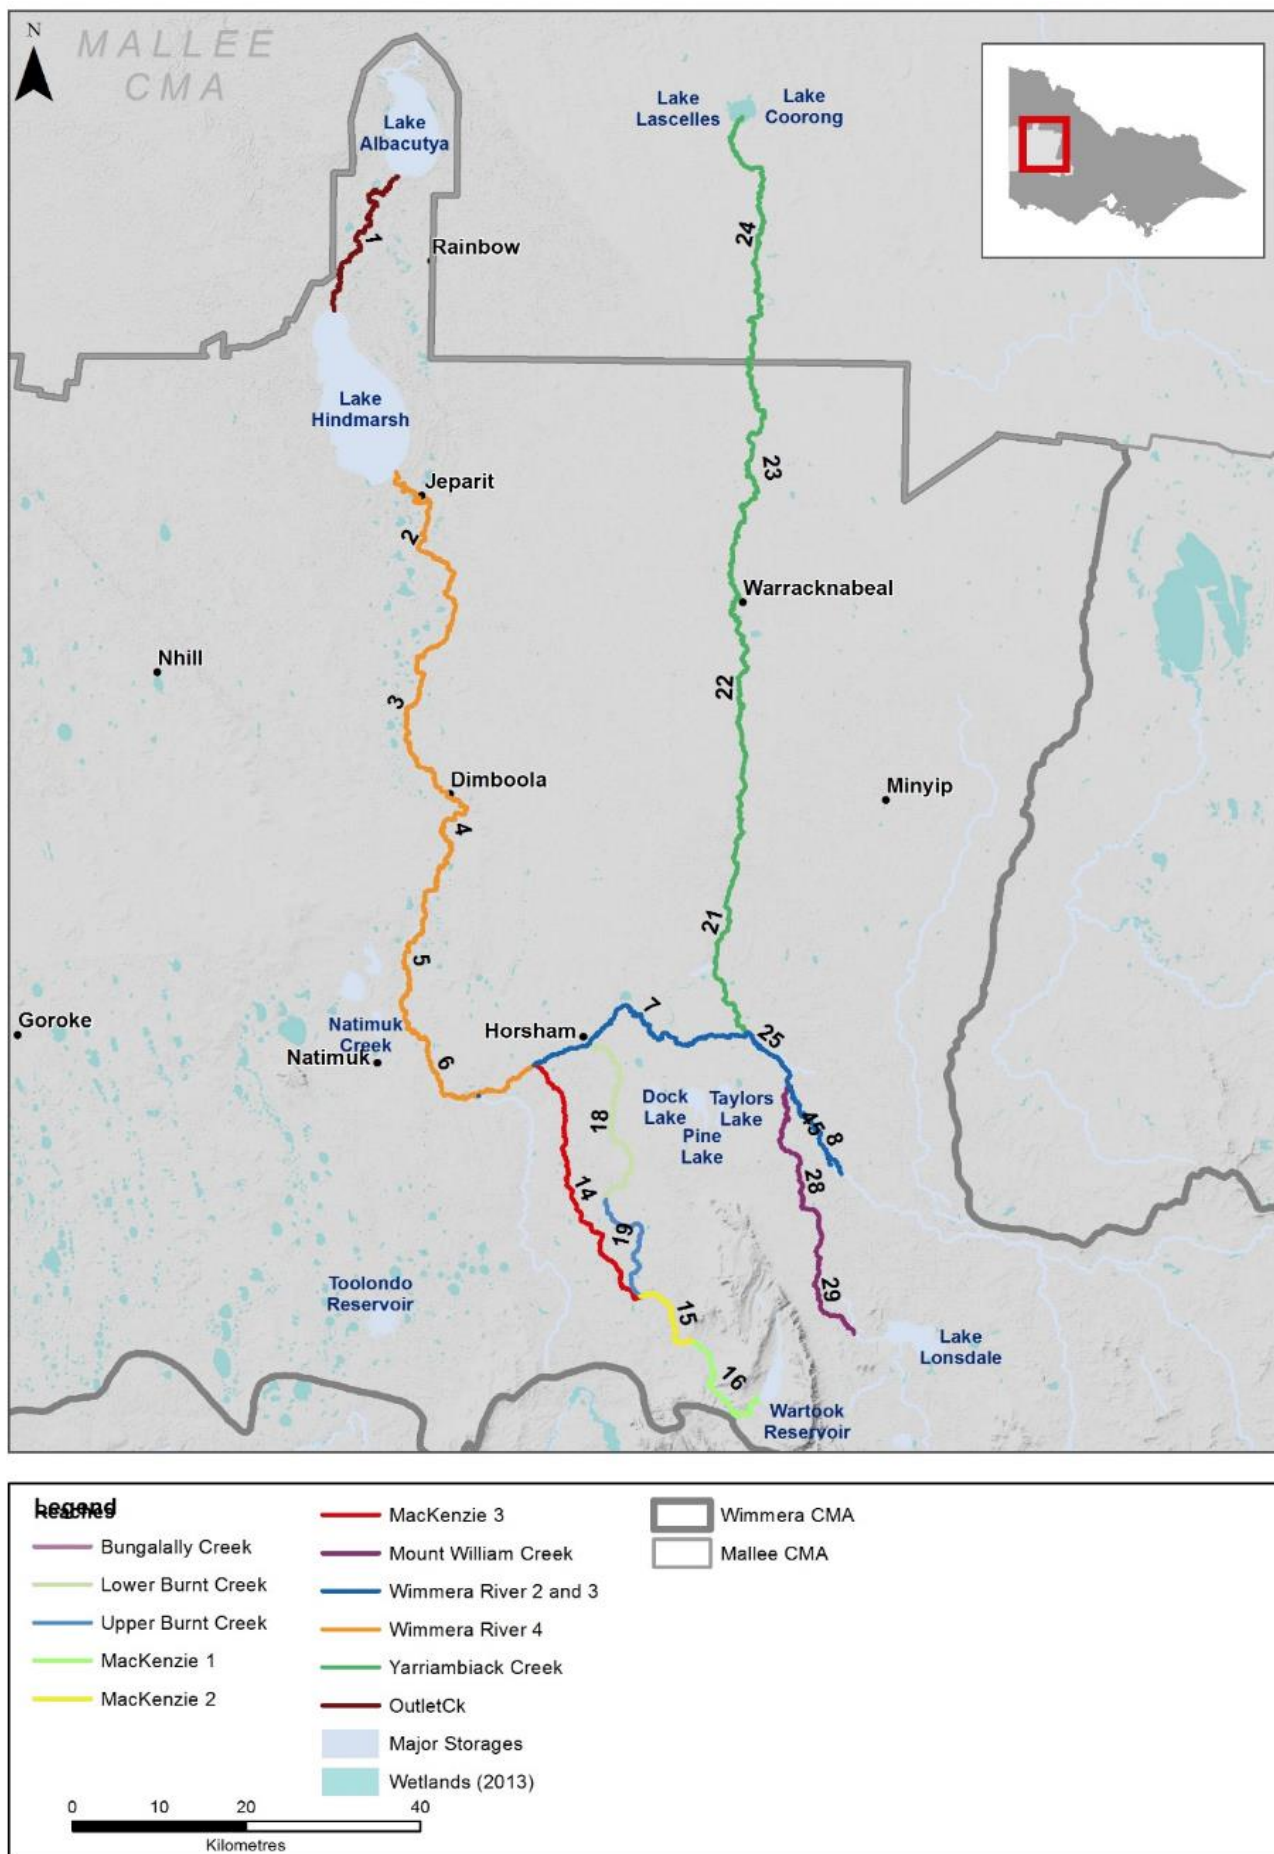 N
MALLEE
CMA
Lake
Albacutya
Lake
Lascelles
Lake
Coorong
1
Rainbow
24
Lake
Hindmarsh
23
Jeparit
2
Warracknabeal
Nhill
22
3
Dimboola
Minyip
4
21
5
Goroke
Natimuk
Creek
Natimuk
Horsham
7
25
6
Dock
Lake
Taylors
Lake
Pine
Lake
18
45
8
14
28
19
Toolondo
Reservoir
15
29
Lake
Lonsdale
16
Wartook
Reservoir
Legend
Reaches
Bungalally Creek
Lower Burnt Creek
Upper Burnt Creek
MacKenzie 1
MacKenzie 2
MacKenzie 3
Mount William Creek
Wimmera River 2 and 3
Wimmera River 4
Yarriambiack Creek
OutletCk
Major Storages
Wetlands (2013)
Wimmera CMA
Mallee CMA
0 10 20 40
Kilometres